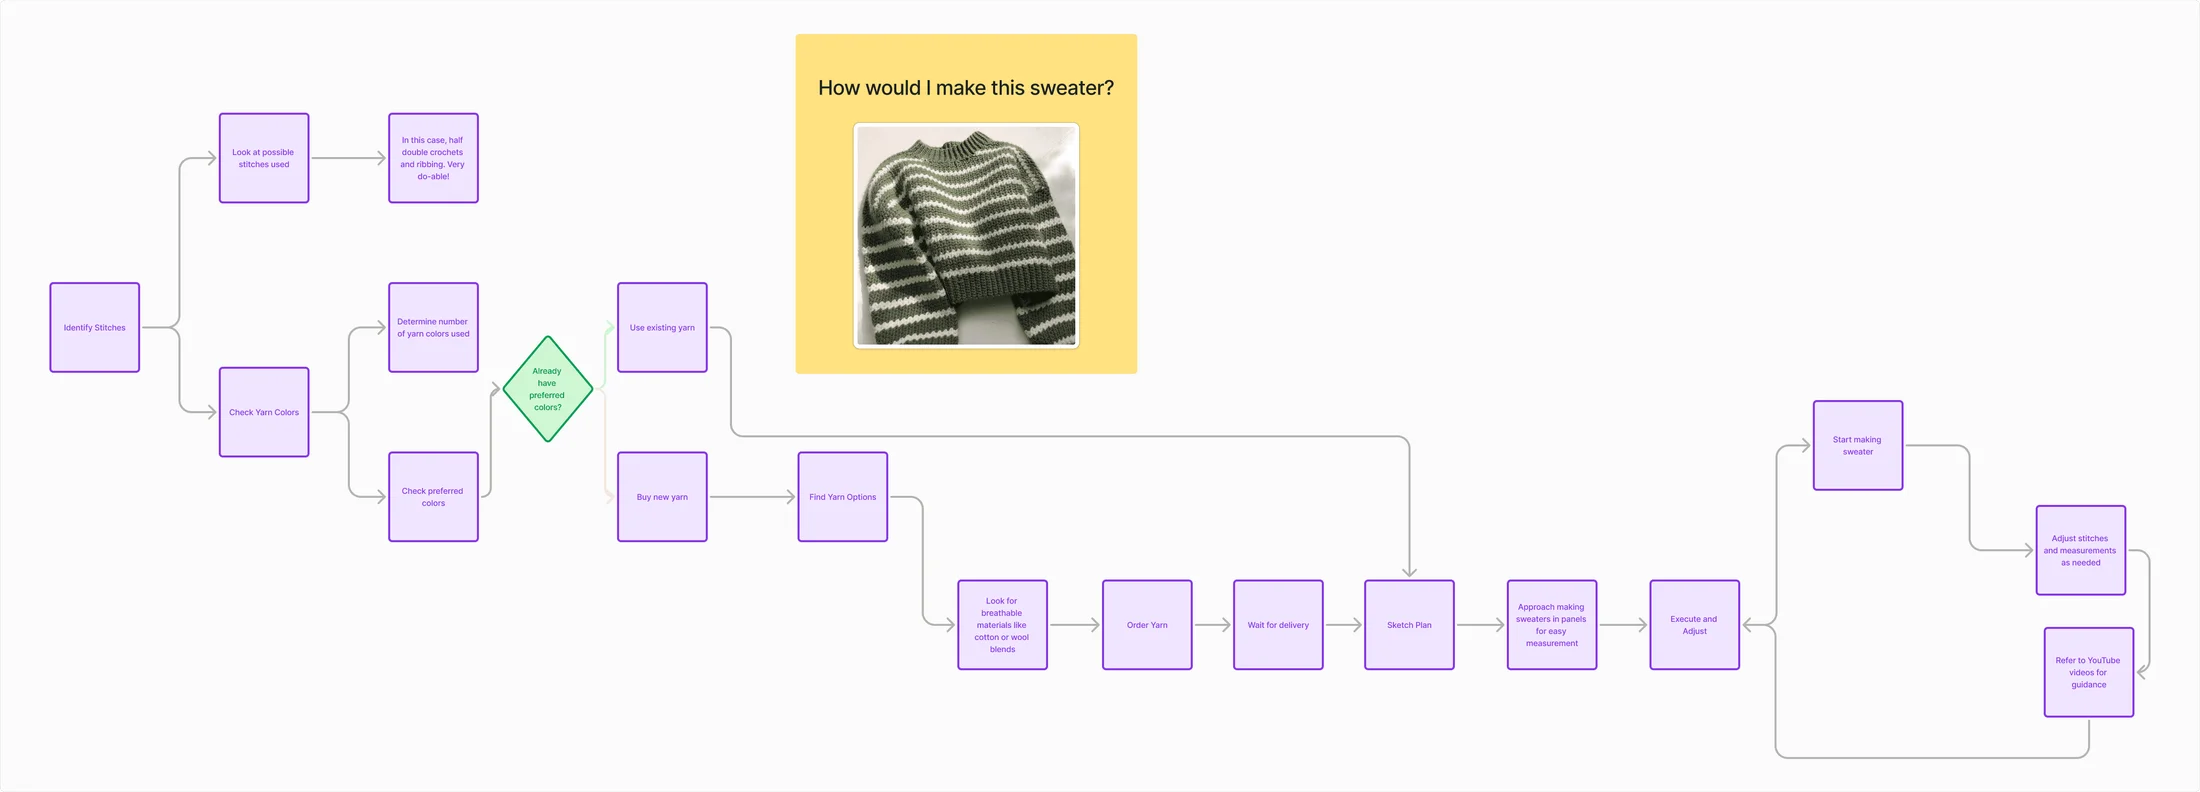 How would I make this sweater?
Look at possible
stitches used
In this case, half
double crochets
and ribbing. Very
do-able!
Identify Stitches
Determine number
of yarn colors used
Check Yarn Colors
Check preferred
colors
Already
have
preferred
colors?
Use existing yarn
Buy new yarn
Find Yarn Options
Look for
breathable
materials like
cotton or wool
blends
Order Yarn
Wait for delivery
Sketch Plan
Approach making
sweaters in panels
for easy
measurement
Execute and
Adjust
Start making
sweater
Adjust stitches
and measurements
as needed
Refer to YouTube
videos for
guidance